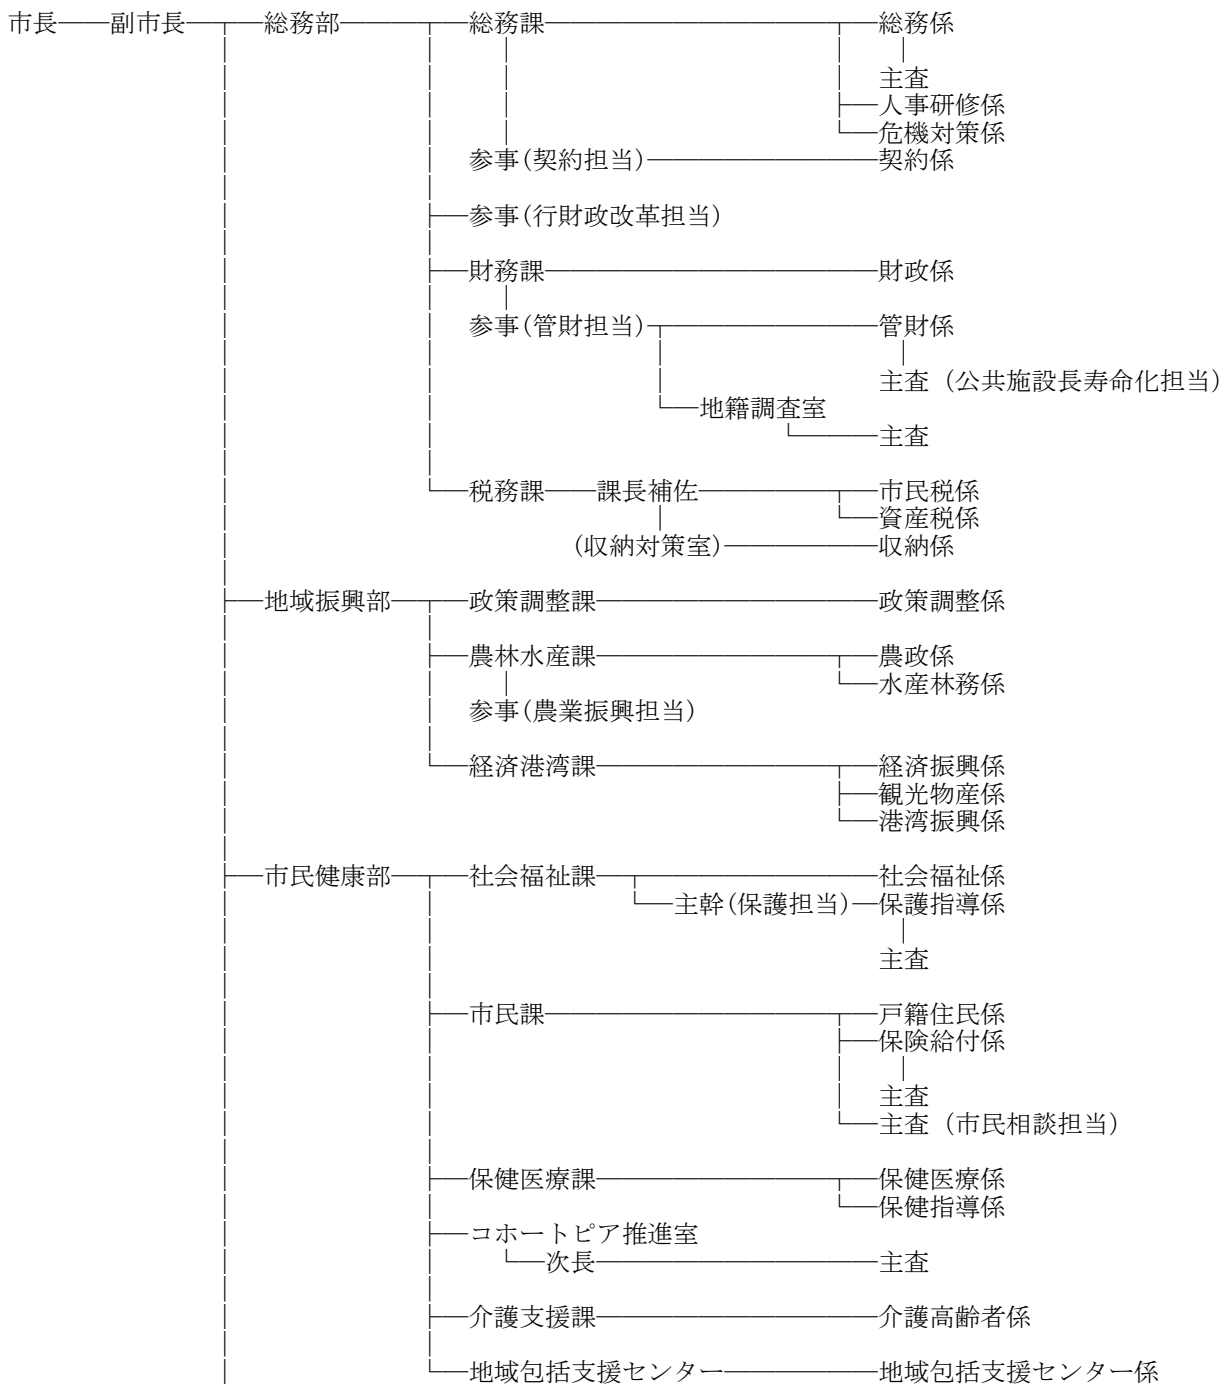 市長 副市長 総務部 総務課 総務係
主査
人事研修係
危機対策係
参事(契約担当) 契約係
参事(行財政改革担当)
財務課 財政係
参事(管財担当) 管財係
主査（公共施設長寿命化担当）
地籍調査室
主査
税務課 課長補佐 市民税係
資産税係
(収納対策室) 収納係
地域振興部 政策調整課 政策調整係
農林水産課 農政係
水産林務係
参事(農業振興担当)
経済港湾課 経済振興係
観光物産係
港湾振興係
市民健康部 社会福祉課 社会福祉係
主幹(保護担当) 保護指導係
主査
市民課 戸籍住民係
保険給付係
主査
主査（市民相談担当）
保健医療課 保健医療係
保健指導係
コホートピア推進室
次長 主査
介護支援課 介護高齢者係
地域包括支援センター 地域包括支援センター係